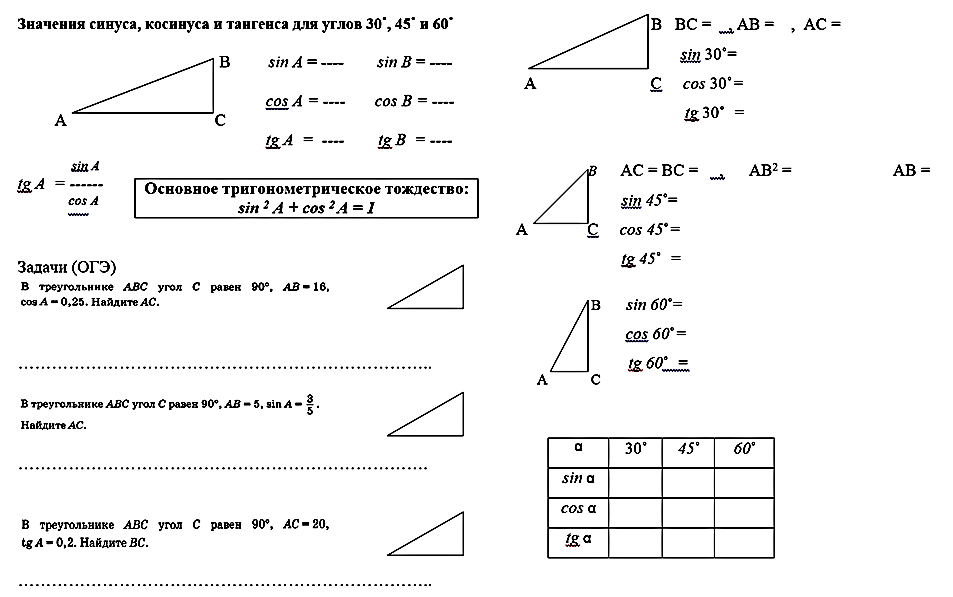 Значения синуса, косинуса и тангенса для углов 30˚, 45˚ и 60˚
B
A
C
sin A = ---- sin B = ----
cos A = ---- cos B = ----
tg A = ---- tg B = ----
sin A
tg A = ------
cos A
Основное тригонометрическое тождество:
sin ² A + cos ² A = 1
Задачи (ОГЭ)
В треугольнике ABC угол C равен 90°, AB = 16,
cos A = 0,25. Найдите AC.
…………………………………………………………………..
В треугольнике ABC угол C равен 90°, AB = 5, sin A = 3/5 .
Найдите AC.
…………………………………………………………………
В треугольнике ABC угол C равен 90°, AC = 20,
tg A = 0,2. Найдите BC.
…………………………………………………………………..
B BC = , AB = , AC =
sin 30˚=
A C cos 30˚=
tg 30˚ =
B AC = BC = , AB² = AB =
sin 45˚=
A C cos 45˚=
tg 45˚ =
B sin 60˚=
cos 60˚=
tg 60˚ =
A C
α 30˚ 45˚ 60˚
sin α
cos α
tg α